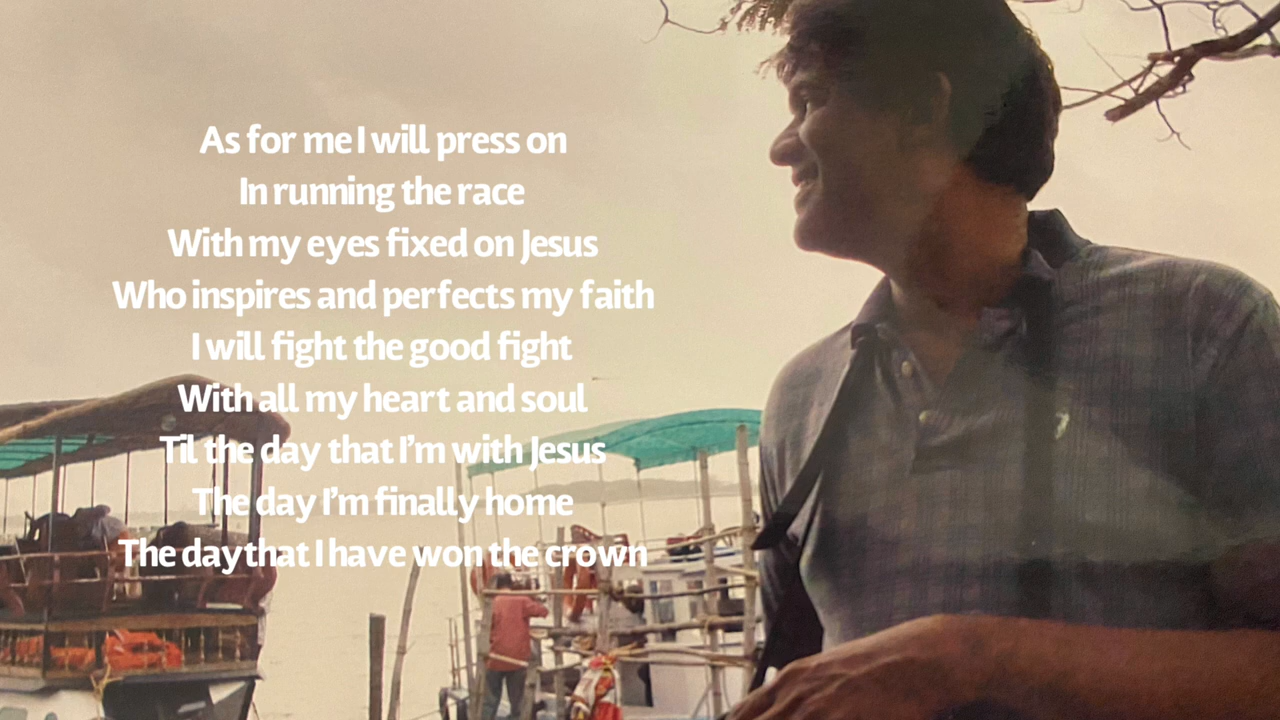 As for me I will press on
In running the race
With my eyes fixed on Jesus
Who inspires and perfects my faith
I will fight the good fight
With all my heart and soul
Til the day that I'm with Jesus
The day I'm finally home
The day that I have won the crown